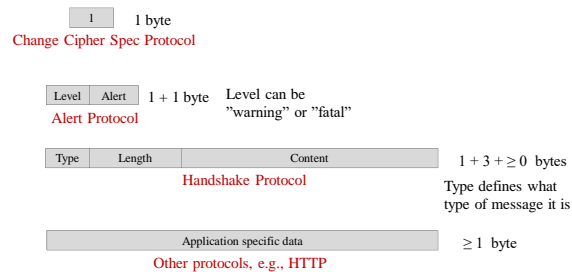 1 1 byte
Change Cipher Spec Protocol
Level Alert 1 + 1 byte Level can be
”warning” or ”fatal”
Alert Protocol
Type Length Content 1 + 3 + ≥ 0 bytes
Handshake Protocol
Type defines what
type of message it is
Application specific data ≥ 1 byte
Other protocols, e.g., HTTP